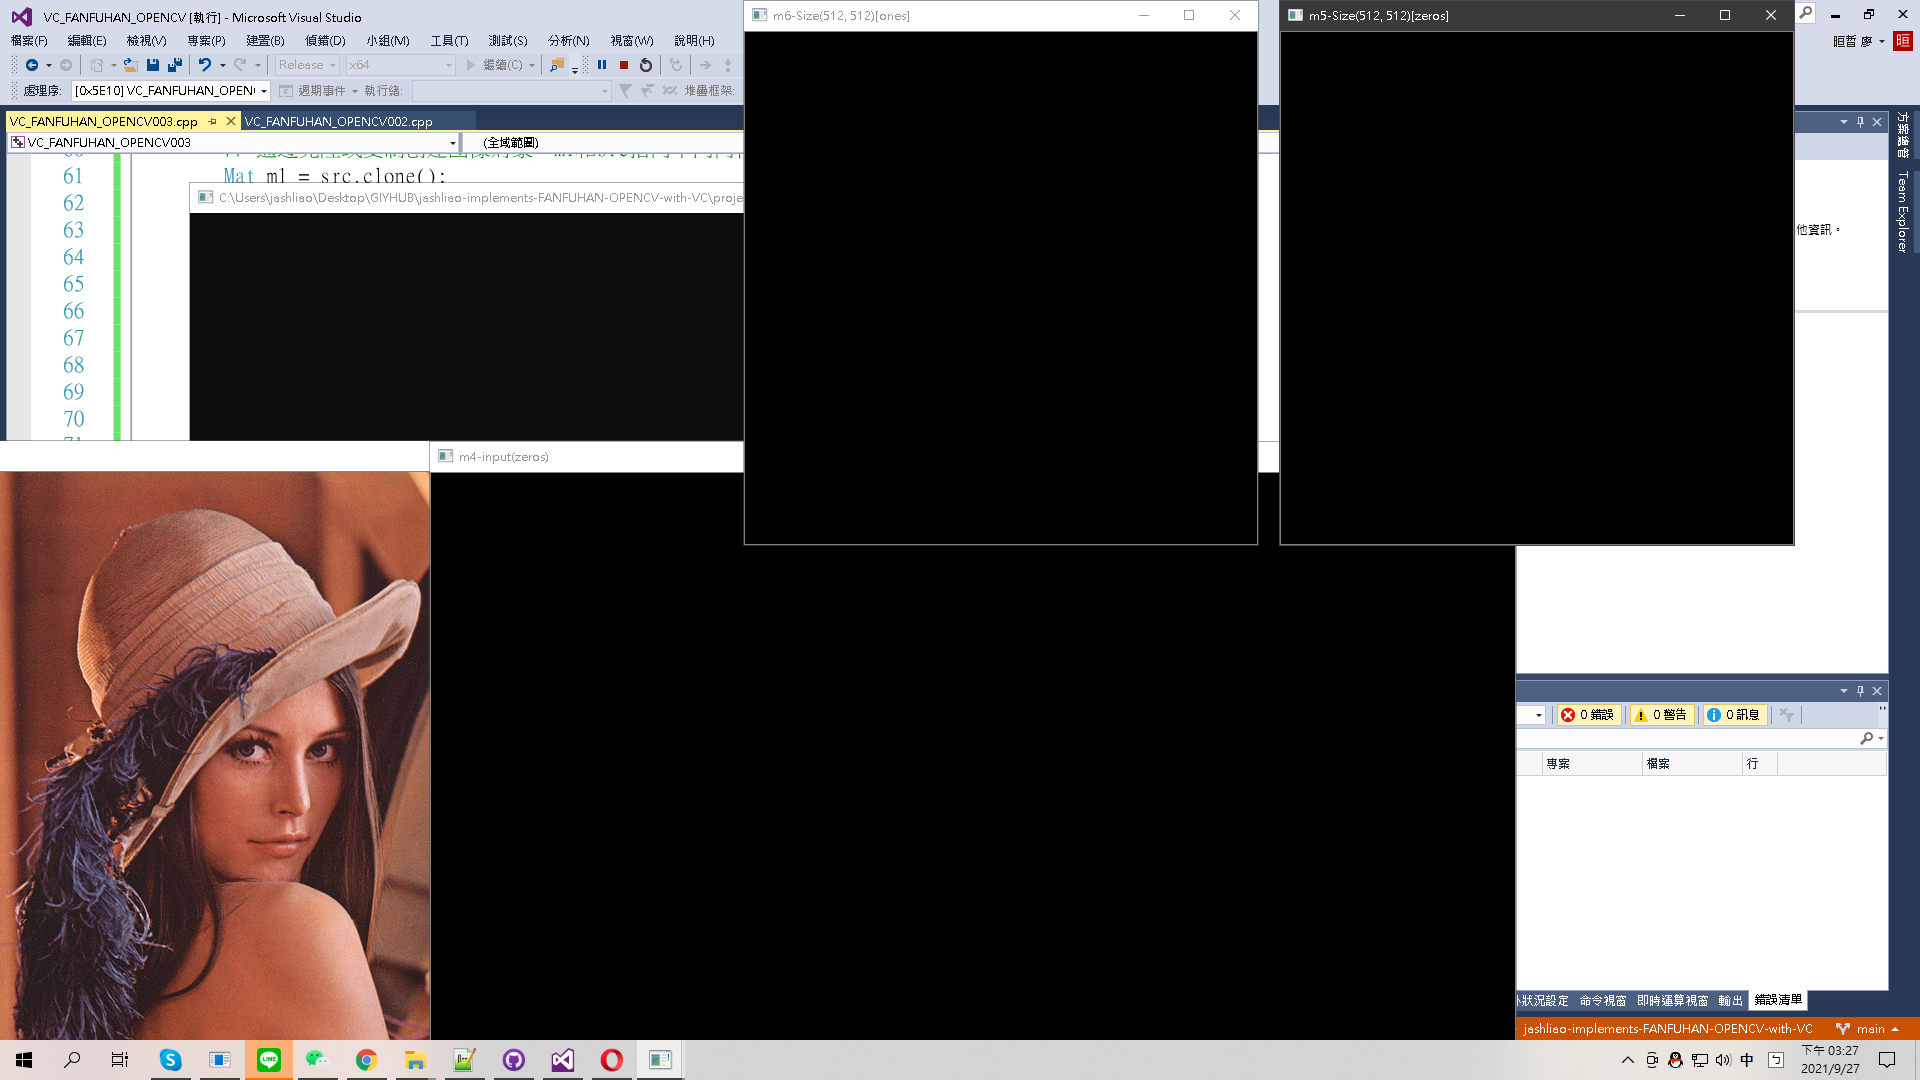 VC_FANFUHAN_OPENCV [執行] - Microsoft Visual Studio
檔案(F) 編輯(E) 檢視(V) 專案(P) 建置(B) 偵錯(D) 小組(M) 工具(T) 測試(S) 分析(N) 視窗(W) 說明(H)
Release x64 繼續(C)
處理序: [0x5E10] VC_FANFUHAN_OPEN 週期事件 執行緒: 堆疊框架:
VC_FANFUHAN_OPENCV003.cpp VC_FANFUHAN_OPENCV002.cpp
VC_FANFUHAN_OPENCV003 (全域範圍)
61 Mat m1 = src.clone();
62
63
64
65
66
67
68
69
70
71
C:\Users\jashliao\Desktop\GIYHUB\jashliao-implements-FANFUHAN-OPENCV-with-VC\proje
m6-Size(512, 512)[ones]
m5-Size(512, 512)[zeros]
m4-input(zeros)
方案總管
Team Explorer
他資訊。
0 錯誤 0 警告 0 訊息
專案 檔案 行
狀況設定 命令視窗 即時運算視窗 輸出 錯誤清單
jashliao-implements-FANFUHAN-OPENCV-with-VC main
LINE
中
下午 03:27
2021/9/27